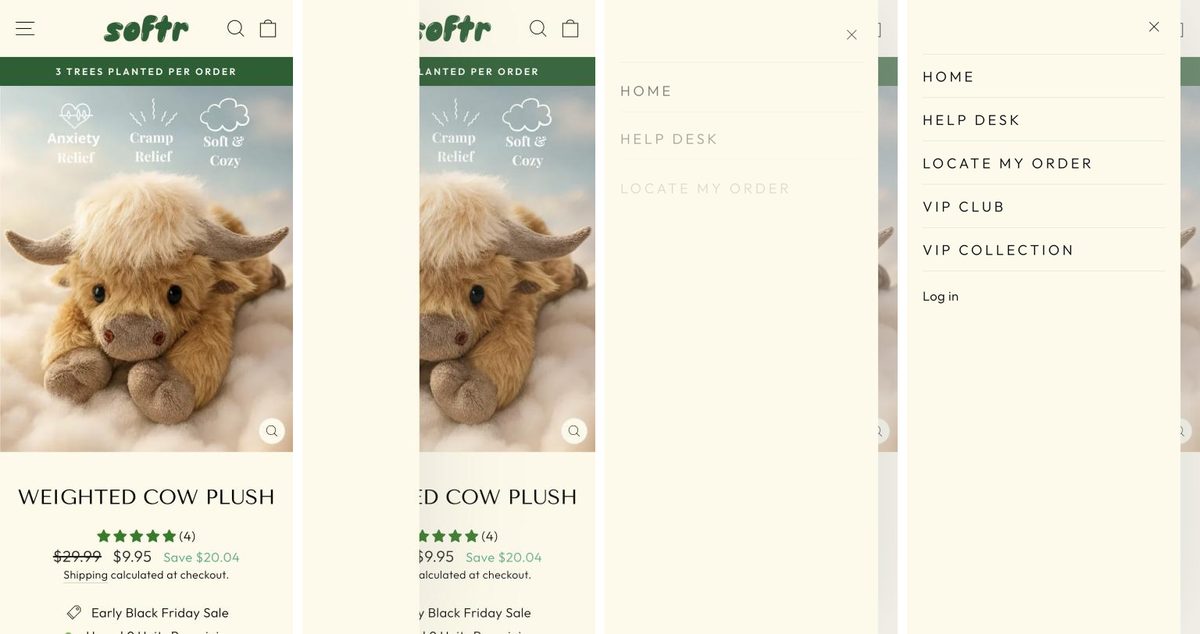 softr
3 TREES PLANTED PER ORDER
Anxiety Relief
Cramp Relief
Soft & Cozy
WEIGHTED COW PLUSH
(4)
$29.99 $9.95 Save $20.04
Shipping calculated at checkout.
Early Black Friday Sale
softr
LANTED PER ORDER
Cramp Relief
Soft & Cozy
ED COW PLUSH
(4)
$9.95 Save $20.04
alculated at checkout.
y Black Friday Sale
HOME
HELP DESK
LOCATE MY ORDER
HOME
HELP DESK
LOCATE MY ORDER
VIP CLUB
VIP COLLECTION
Log in